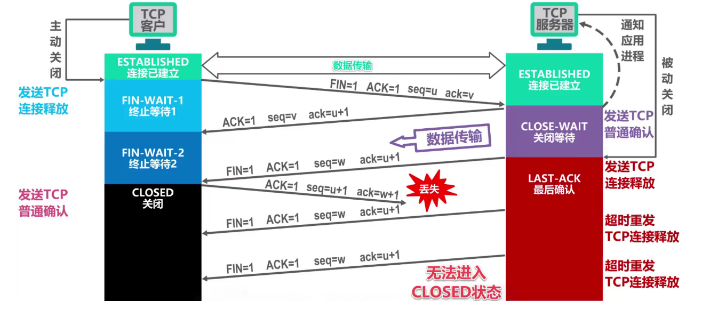 TCP
客户
TCP
服务器
主动关闭
通知
应用
进程
被动关闭
ESTABLISHED
连接已建立
数据传输
ESTABLISHED
连接已建立
FIN=1 ACK=1 seq=u ack=v
发送TCP
连接释放
FIN-WAIT-1
终止等待1
ACK=1 seq=v ack=u+1
CLOSE-WAIT
关闭等待
发送TCP
普通确认
数据传输
FIN-WAIT-2
终止等待2
FIN=1 ACK=1 seq=w ack=u+1
LAST-ACK
最后确认
发送TCP
连接释放
CLOSED
关闭
发送TCP
普通确认
ACK=1 seq=u+1 ack=w+1
丢失
FIN=1 ACK=1 seq=w ack=u+1
超时重发
TCP连接释放
FIN=1 ACK=1 seq=w ack=u+1
无法进入
CLOSED状态
超时重发
TCP连接释放